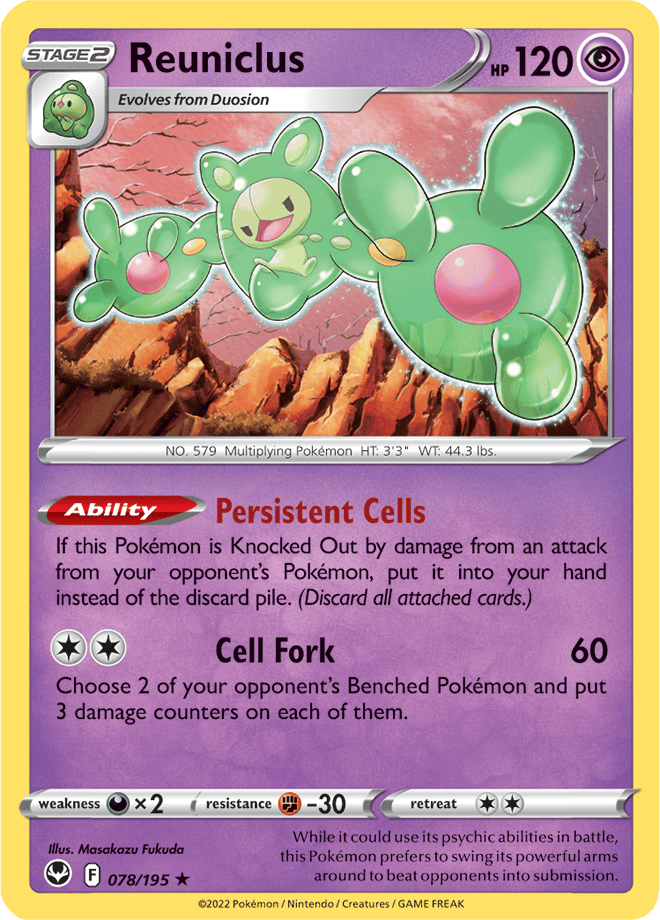 STAGE2
Reuniclus
HP 120
Evolves from Duosion
NO. 579 Multiplying Pokémon HT: 3'3" WT: 44.3 lbs.
Ability Persistent Cells
If this Pokémon is Knocked Out by damage from an attack
from your opponent's Pokémon, put it into your hand
instead of the discard pile. (Discard all attached cards.)
Cell Fork 60
Choose 2 of your opponent's Benched Pokémon and put
3 damage counters on each of them.
weakness ×2 resistance -30 retreat
Illus. Masakazu Fukuda
F 078/195 ★
While it could use its psychic abilities in battle,
this Pokémon prefers to swing its powerful arms
around to beat opponents into submission.
©2022 Pokémon / Nintendo / Creatures / GAME FREAK